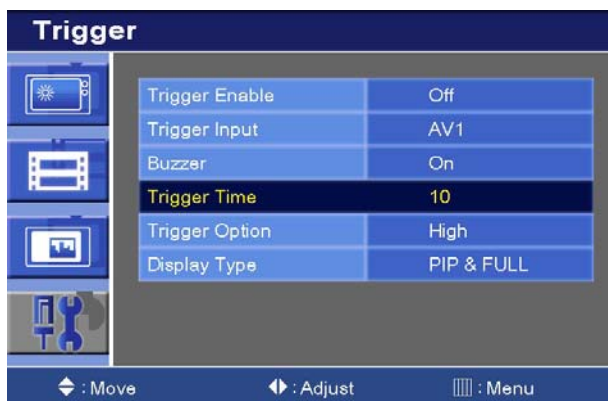 Trigger
Trigger Enable Off
Trigger Input AV1
Buzzer On
Trigger Time 10
Trigger Option High
Display Type PIP & FULL
: Move : Adjust : Menu